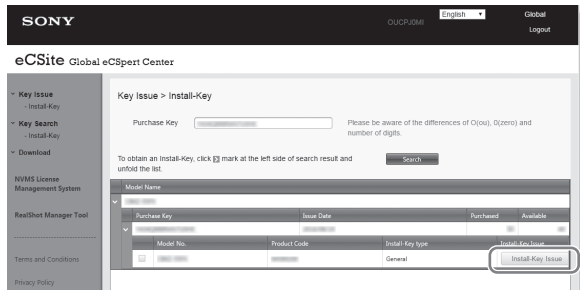 SONY
OUCPJ0MI
English
Global
Logout
eCSite Global eCSpert Center
Key Issue
- Install-Key
Key Search
- Install-Key
Download
NVMS License
Management System
RealShot Manager Tool
Terms and Conditions
Privacy Policy
Key Issue > Install-Key
Purchase Key
Please be aware of the differences of O(ou), 0(zero) and
number of digits.
To obtain an Install-Key, click mark at the left side of search result and
unfold the list.
Search
Model Name
Purchase Key Issue Date Purchased Available
Model No. Product Code Install-Key type Install-Key Issue
General Install-Key Issue